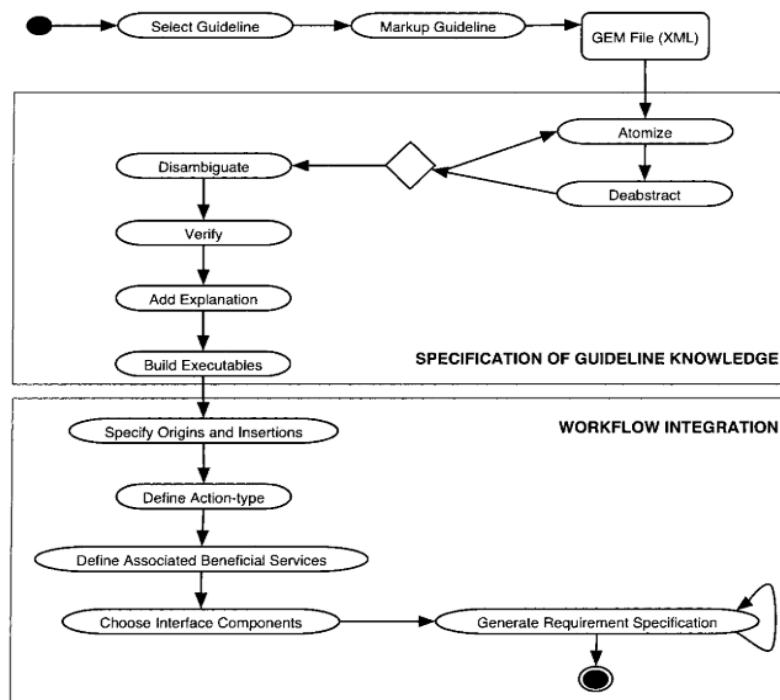 Select Guideline
Markup Guideline
GEM File (XML)
Atomize
Disambiguate
Deabstract
Verify
Add Explanation
Build Executables
SPECIFICATION OF GUIDELINE KNOWLEDGE
Specify Origins and Insertions
WORKFLOW INTEGRATION
Define Action-type
Define Associated Beneficial Services
Choose Interface Components
Generate Requirement Specification